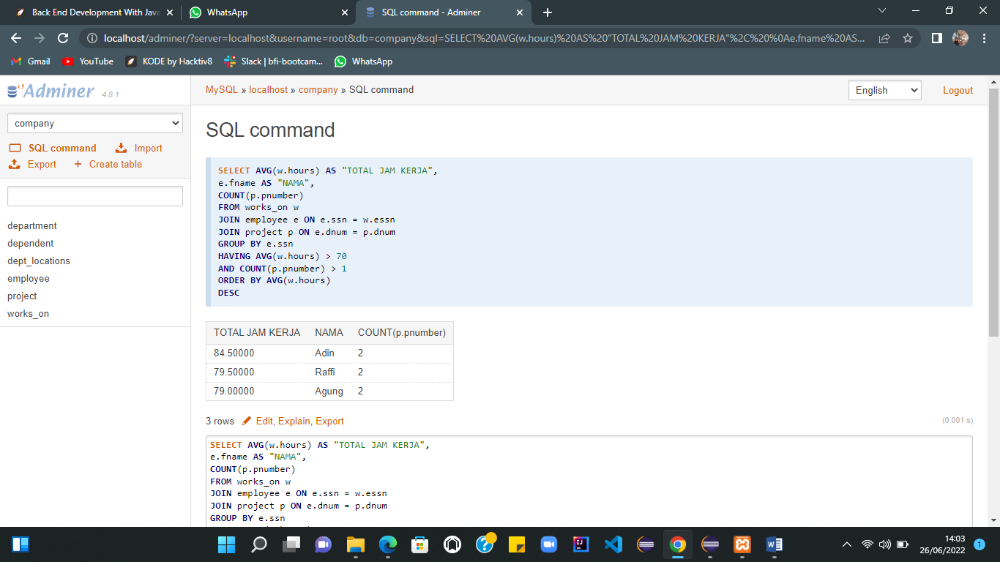 Back End Development With Java
WhatsApp
SQL command - Adminer
localhost/adminer/?server=localhost&username=root&db=company&sql=SELECT%20AVG(w.hours)%20AS%20"TOTAL%20JAM%20KERJA"%2C%20%0Ae.fname%20AS...
Gmail
YouTube
KODE by Hacktiv8
Slack | bfi-bootcam...
WhatsApp
Adminer 4.8.1
MySQL » localhost » company » SQL command
English
Logout
company
SQL command
Import
Export
Create table
department
dependent
dept_locations
employee
project
works_on
SQL command
SELECT AVG(w.hours) AS "TOTAL JAM KERJA",
e.fname AS "NAMA",
COUNT(p.pnumber)
FROM works_on w
JOIN employee e ON e.ssn = w.essn
JOIN project p ON e.dnum = p.dnum
GROUP BY e.ssn
HAVING AVG(w.hours) > 70
AND COUNT(p.pnumber) > 1
ORDER BY AVG(w.hours)
DESC
TOTAL JAM KERJA NAMA COUNT(p.pnumber)
84.50000 Adin 2
79.50000 Raffi 2
79.00000 Agung 2
3 rows Edit, Explain, Export (0.001 s)
SELECT AVG(w.hours) AS "TOTAL JAM KERJA",
e.fname AS "NAMA",
COUNT(p.pnumber)
FROM works_on w
JOIN employee e ON e.ssn = w.essn
JOIN project p ON e.dnum = p.dnum
GROUP BY e.ssn
14:03
26/06/2022
1